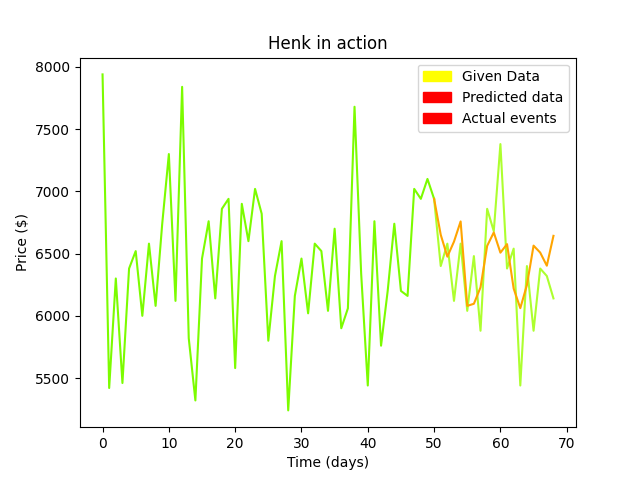 Henk in action
Given Data
Predicted data
Actual events
Price ($)
8000
7500
7000
6500
6000
5500
0 10 20 30 40 50 60 70
Time (days)